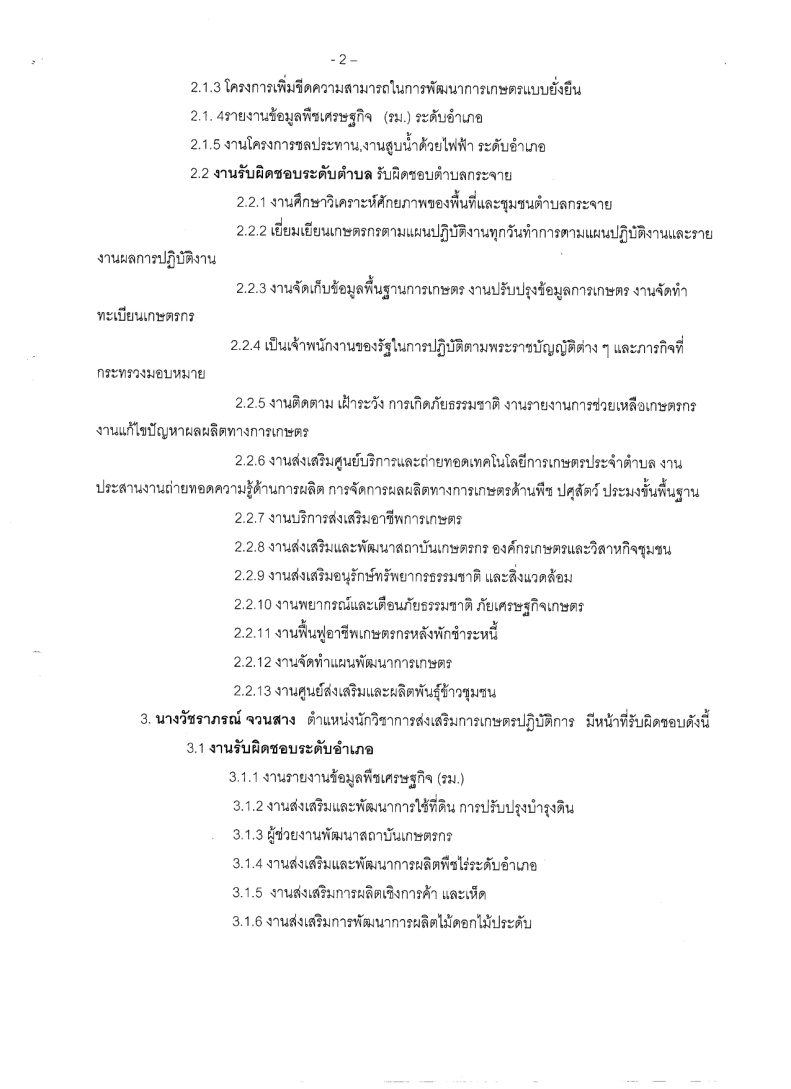 - 2 –
2.1.3 โครงการเพิ่มขีดความสามารถในการพัฒนาการเกษตรแบบยั่งยืน
2.1. 4รายงานข้อมูลพืชเศรษฐกิจ (รม.) ระดับอำเภอ
2.1.5 งานโครงการชลประทาน,งานสูบน้ำด้วยไฟฟ้า ระดับอำเภอ
2.2 งานรับผิดชอบระดับตำบล รับผิดชอบตำบลกระจาย
2.2.1 งานศึกษาวิเคราะห์ศักยภาพของพื้นที่และชุมชนตำบลกระจาย
2.2.2 เยี่ยมเยียนเกษตรกรตามแผนปฏิบัติงานทุกวันทำการตามแผนปฏิบัติงานและราย
งานผลการปฏิบัติงาน
2.2.3 งานจัดเก็บข้อมูลพื้นฐานการเกษตร งานปรับปรุงข้อมูลการเกษตร งานจัดทำ
ทะเบียนเกษตรกร
2.2.4 เป็นเจ้าพนักงานของรัฐในการปฏิบัติตามพระราชบัญญัติต่าง ๆ และภารกิจที่
กระทรวงมอบหมาย
2.2.5 งานติดตาม เฝ้าระวัง การเกิดภัยธรรมชาติ งานรายงานการช่วยเหลือเกษตรกร
งานแก้ไขปัญหาผลผลิตทางการเกษตร
2.2.6 งานส่งเสริมศูนย์บริการและถ่ายทอดเทคโนโลยีการเกษตรประจำตำบล งาน
ประสานงานถ่ายทอดความรู้ด้านการผลิต การจัดการผลผลิตทางการเกษตรด้านพืช ปศุสัตว์ ประมงขั้นพื้นฐาน
2.2.7 งานบริการส่งเสริมอาชีพการเกษตร
2.2.8 งานส่งเสริมและพัฒนาสถาบันเกษตรกร องค์กรเกษตรและวิสาหกิจชุมชน
2.2.9 งานส่งเสริมอนุรักษ์ทรัพยากรธรรมชาติ และสิ่งแวดล้อม
2.2.10 งานพยากรณ์และเตือนภัยธรรมชาติ ภัยเศรษฐกิจเกษตร
2.2.11 งานฟื้นฟูอาชีพเกษตรกรหลังพักชำระหนี้
2.2.12 งานจัดทำแผนพัฒนาการเกษตร
2.2.13 งานศูนย์ส่งเสริมและผลิตพันธุ์ข้าวชุมชน
3. นางวัชราภรณ์ จวนสาง ตำแหน่งนักวิชาการส่งเสริมการเกษตรปฏิบัติการ มีหน้าที่รับผิดชอบดังนี้
3.1 งานรับผิดชอบระดับอำเภอ
3.1.1 งานรายงานข้อมูลพืชเศรษฐกิจ (รม.)
3.1.2 งานส่งเสริมและพัฒนาการใช้ที่ดิน การปรับปรุงบำรุงดิน
3.1.3 ผู้ช่วยงานพัฒนาสถาบันเกษตรกร
3.1.4 งานส่งเสริมและพัฒนาการผลิตพืชไร่ระดับอำเภอ
3.1.5 งานส่งเสริมการผลิตเชิงการค้า และเห็ด
3.1.6 งานส่งเสริมการพัฒนาการผลิตไม้ดอกไม้ประดับ